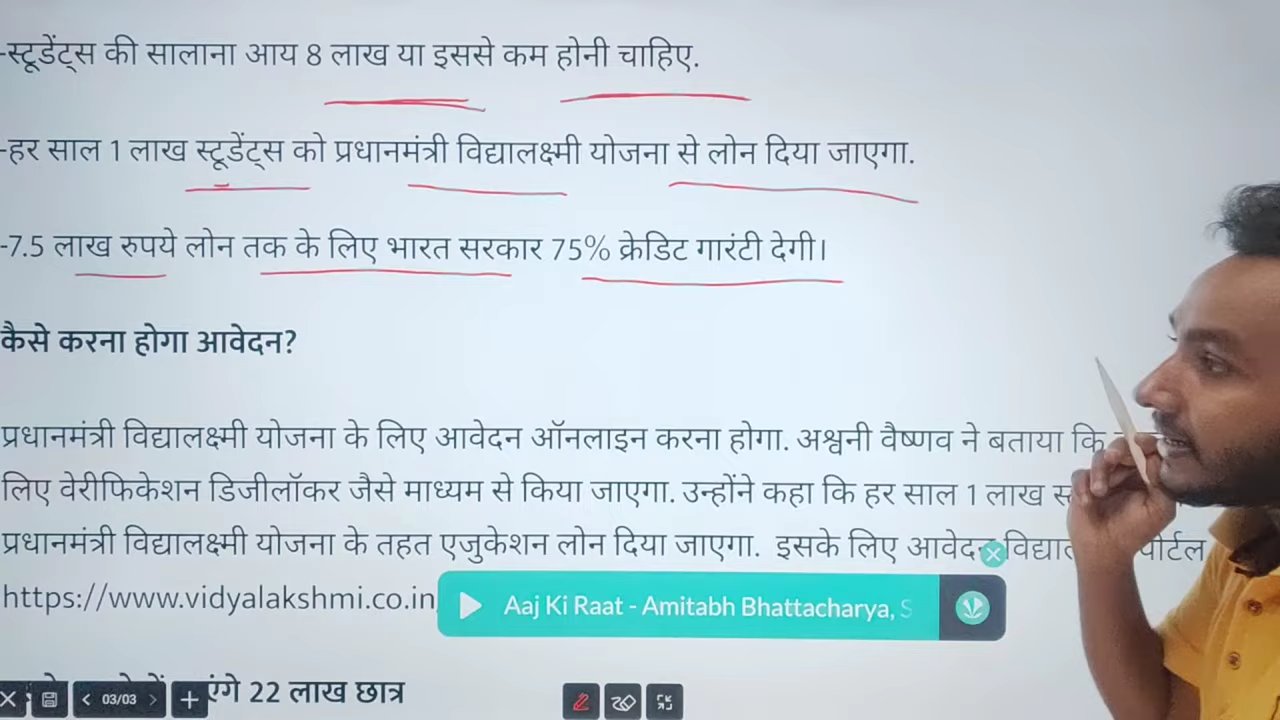 -स्टूडेंट्स की सालाना आय 8 लाख या इससे कम होनी चाहिए.
-हर साल 1 लाख स्टूडेंट्स को प्रधानमंत्री विद्यालक्ष्मी योजना से लोन दिया जाएगा.
-7.5 लाख रुपये लोन तक के लिए भारत सरकार 75% क्रेडिट गारंटी देगी।
कैसे करना होगा आवेदन?
प्रधानमंत्री विद्यालक्ष्मी योजना के लिए आवेदन ऑनलाइन करना होगा. अश्वनी वैष्णव ने बताया कि
लिए वेरीफिकेशन डिजीलॉकर जैसे माध्यम से किया जाएगा. उन्होंने कहा कि हर साल 1 लाख
प्रधानमंत्री विद्यालक्ष्मी योजना के तहत एजुकेशन लोन दिया जाएगा. इसके लिए पोर्टल
https://www.vidyalakshmi.co.in
Aaj Ki Raat - Amitabh Bhattacharya, S
22 लाख छात्र
03/03